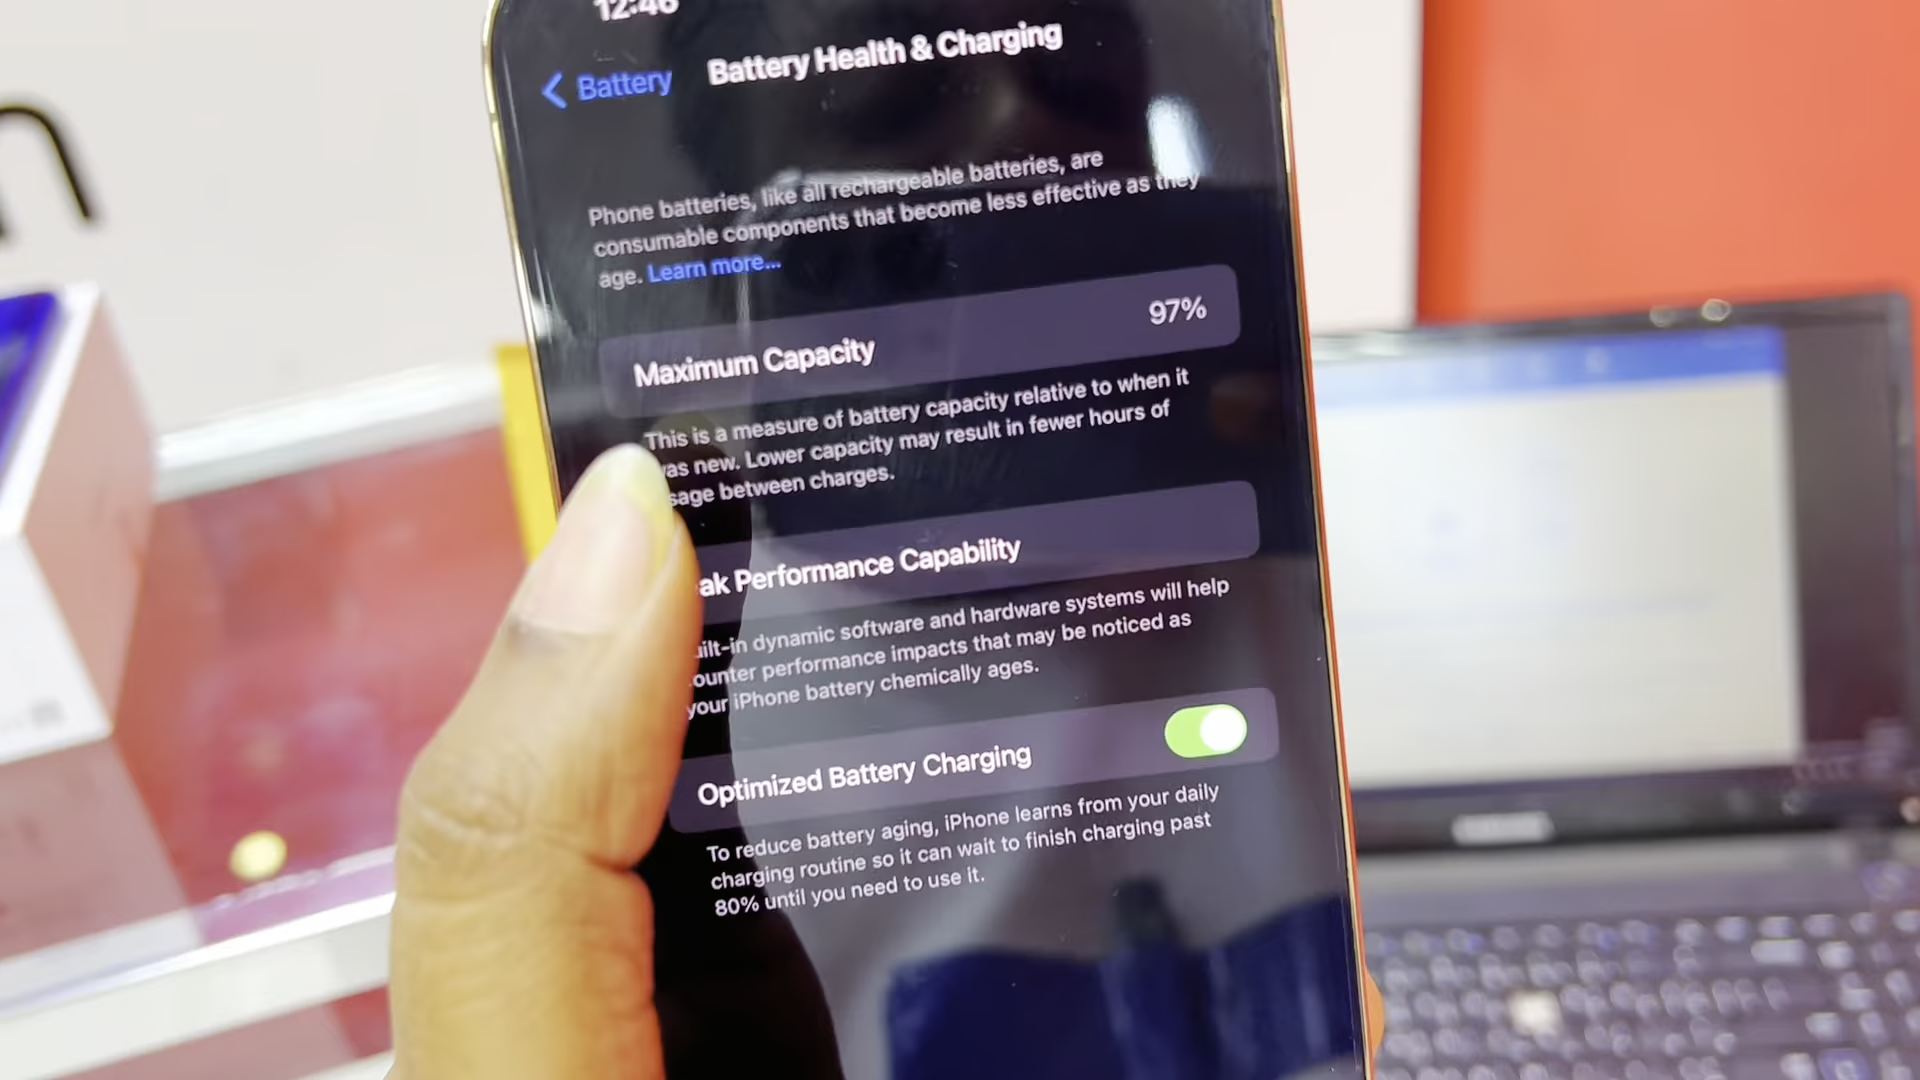 12:46
Battery
Battery Health & Charging
Phone batteries, like all rechargeable batteries, are
consumable components that become less effective as they
age. Learn more...
Maximum Capacity 97%
This is a measure of battery capacity relative to when it
was new. Lower capacity may result in fewer hours of
sage between charges.
ak Performance Capability
uilt-in dynamic software and hardware systems will help
ounter performance impacts that may be noticed as
your iPhone battery chemically ages.
Optimized Battery Charging
To reduce battery aging, iPhone learns from your daily
charging routine so it can wait to finish charging past
80% until you need to use it.
n